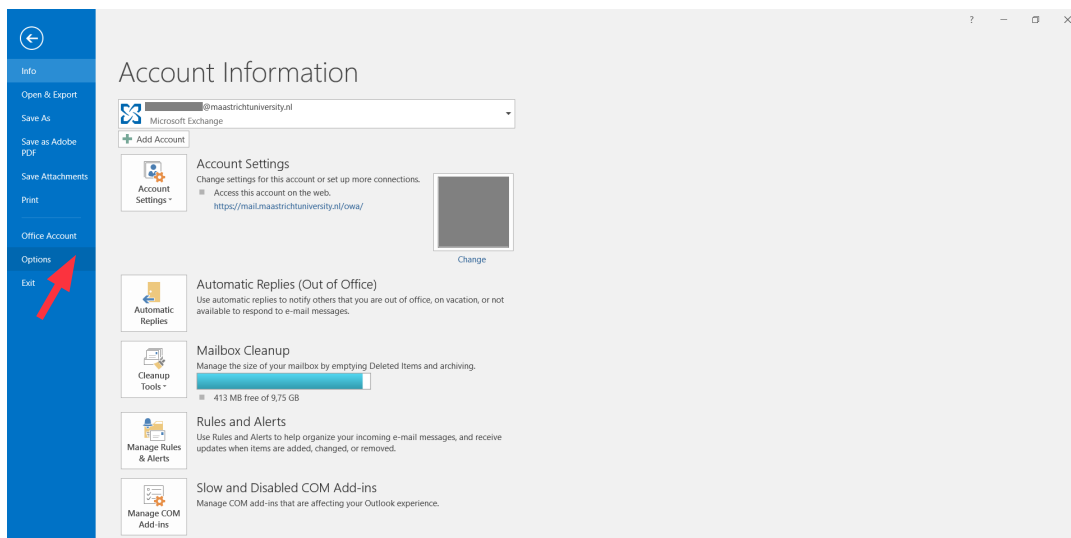 ?
Info
Open & Export
Save As
Save as Adobe
PDF
Save Attachments
Print
Office Account
Options
Exit
Account Information
@maastrichtuniversity.nl
Microsoft Exchange
Add Account
Account
Settings
Account Settings
Change settings for this account or set up more connections.
Access this account on the web.
https://mail.maastrichtuniversity.nl/owa/
Change
Automatic
Replies
Automatic Replies (Out of Office)
Use automatic replies to notify others that you are out of office, on vacation, or not
available to respond to e-mail messages.
Cleanup
Tools
Mailbox Cleanup
Manage the size of your mailbox by emptying Deleted Items and archiving.
413 MB free of 9,75 GB
Manage Rules
& Alerts
Rules and Alerts
Use Rules and Alerts to help organize your incoming e-mail messages, and receive
updates when items are added, changed, or removed.
Manage COM
Add-ins
Slow and Disabled COM Add-ins
Manage COM add-ins that are affecting your Outlook experience.